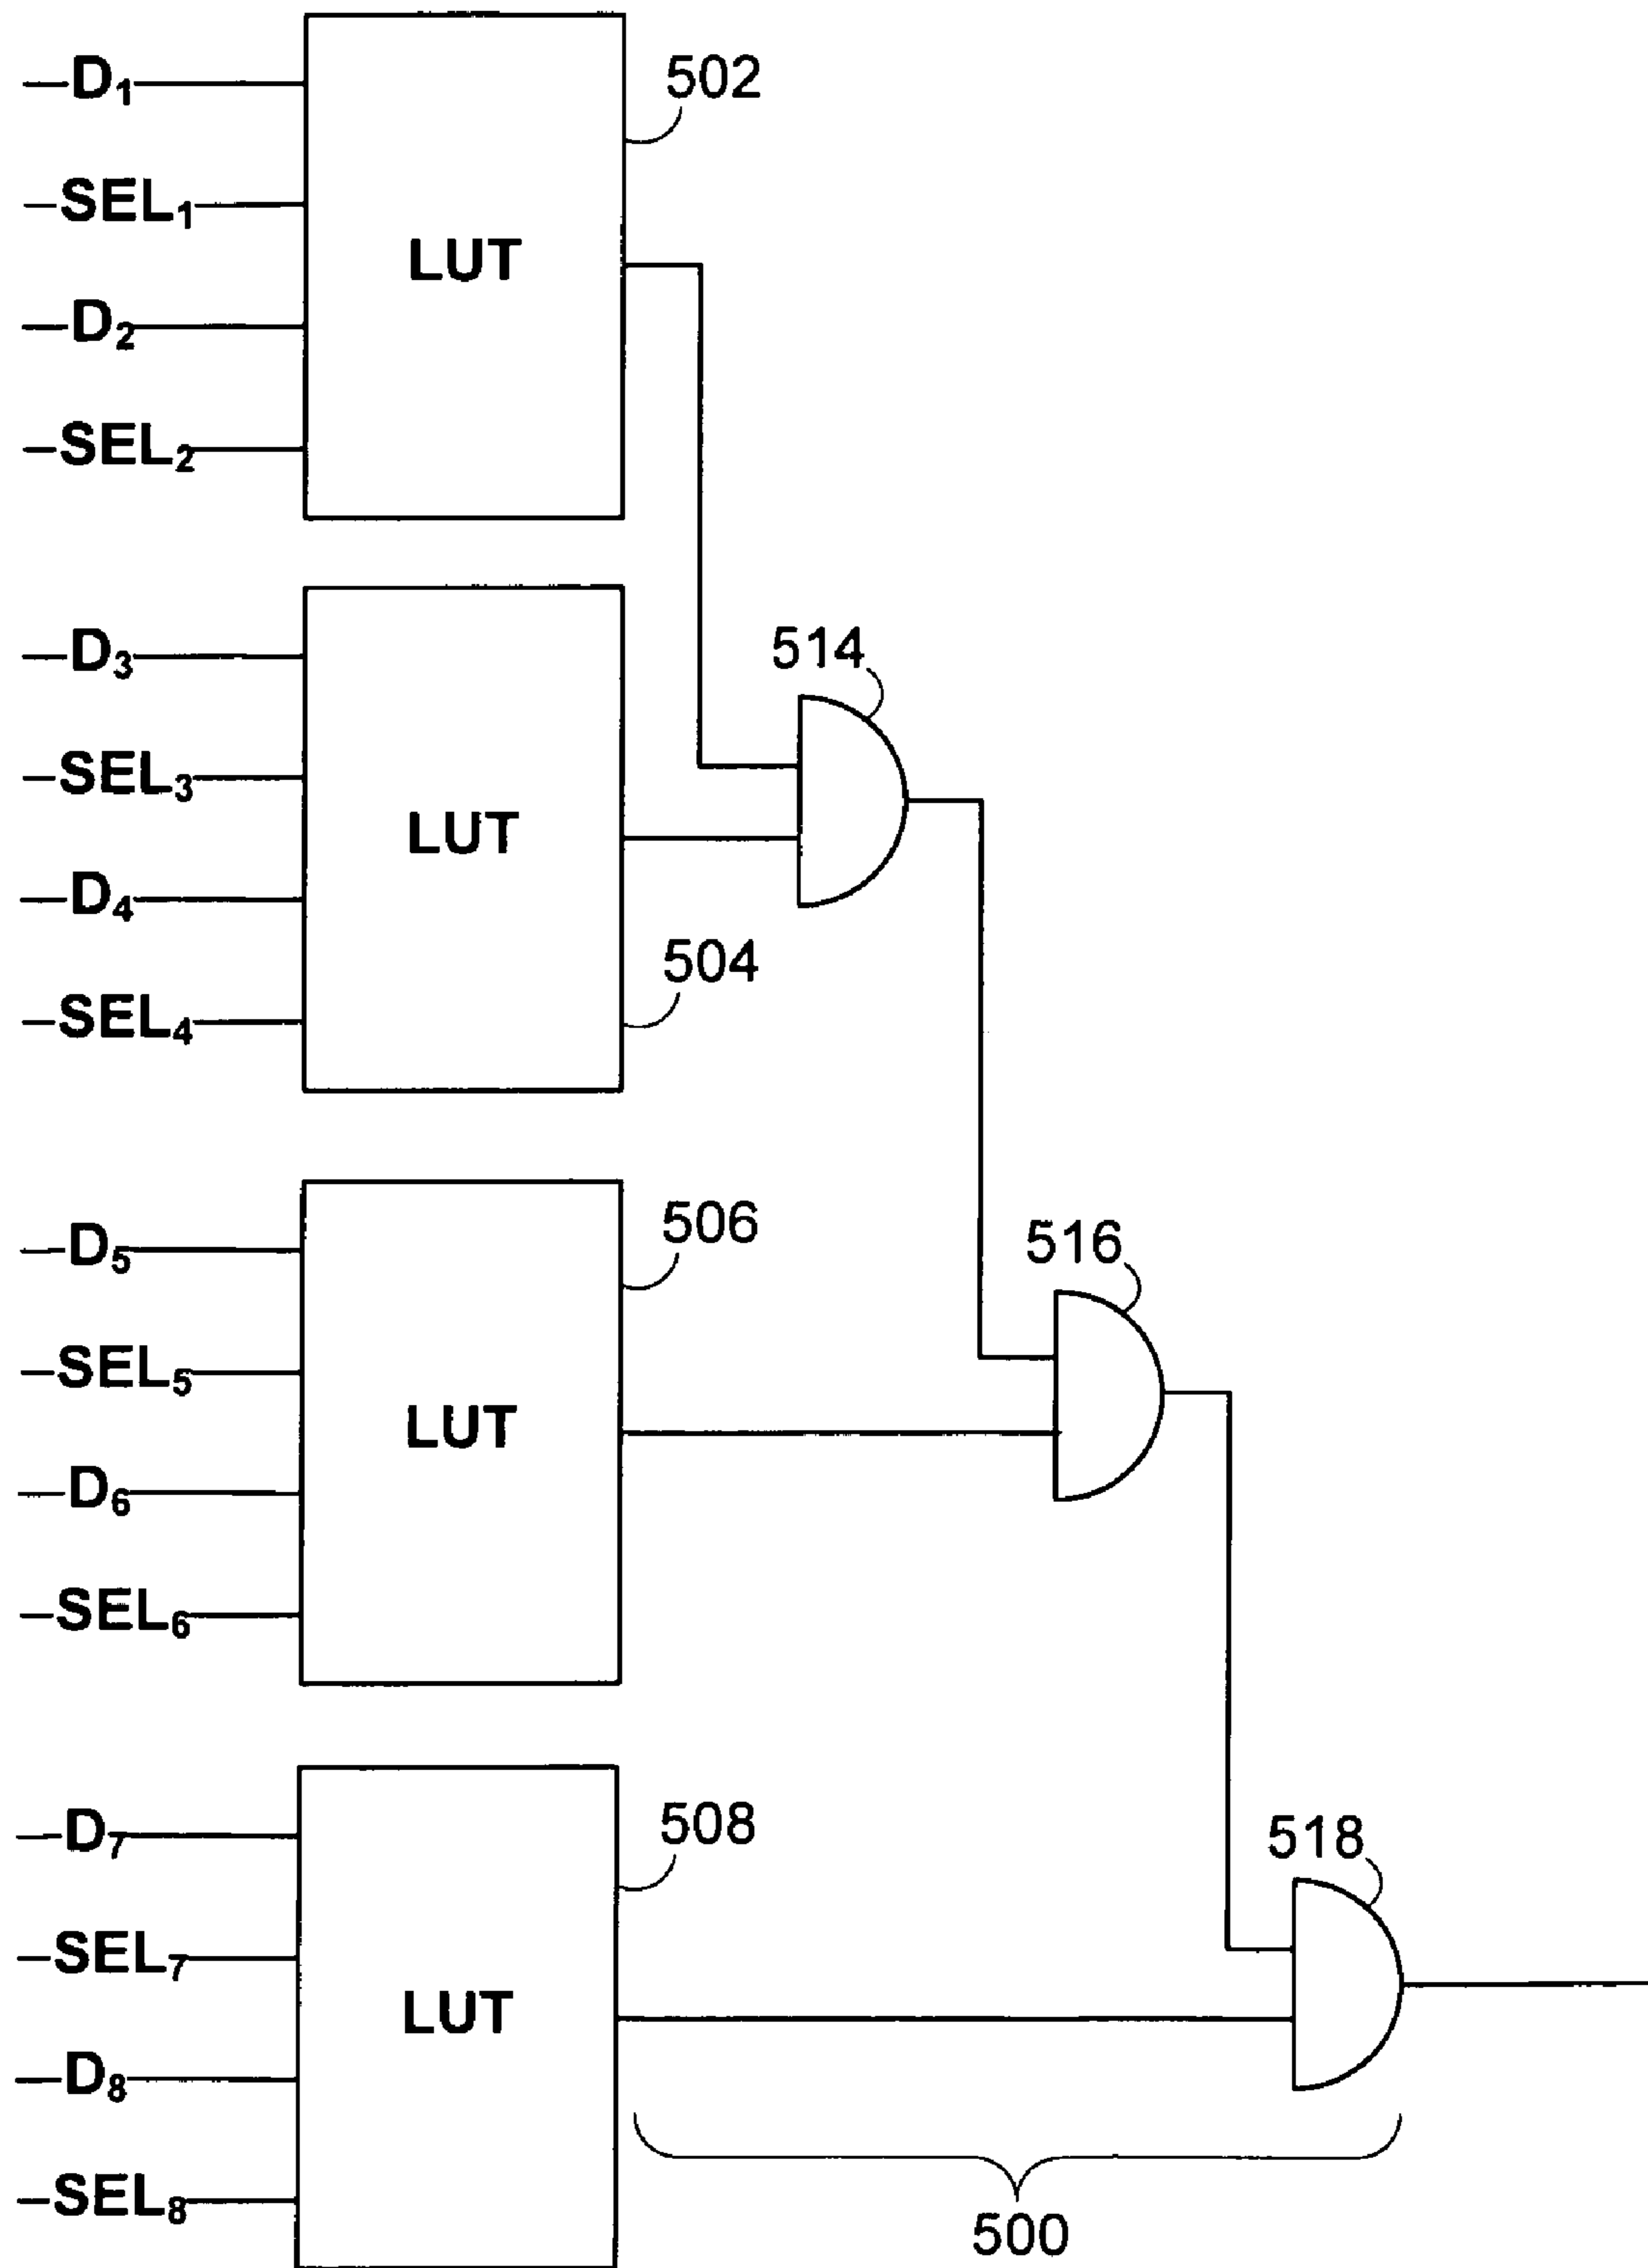 D₁
502
SEL₁
LUT
D₂
SEL₂
D₃
514
SEL₃
LUT
D₄
504
SEL₄
D₅
506
516
SEL₅
LUT
D₆
SEL₆
D₇
508
518
SEL₇
LUT
D₈
SEL₈
500